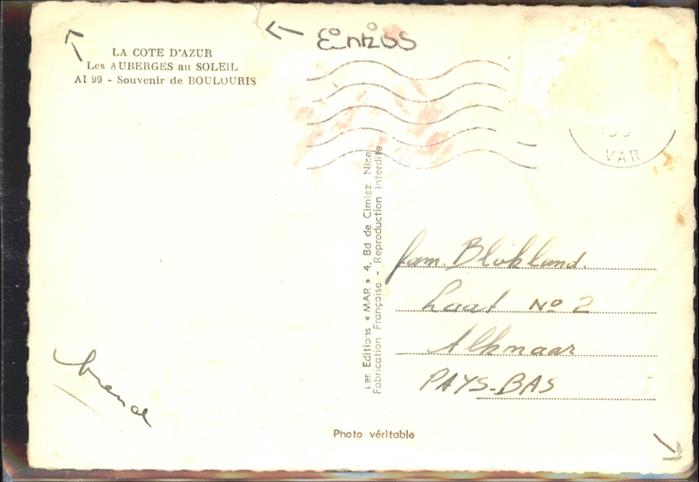 Einriss
LA COTE D'AZUR
Les AUBERGES au SOLEIL
AI 99 - Souvenir de BOULOURIS
VAR
Les Editions « MAR » 4, Bd de Cimiez, Nice
Fabrication Française - Reproduction interdite
fam. Blokland.
Laat No 2
Alkmaar
PAYS-BAS
Photo véritable